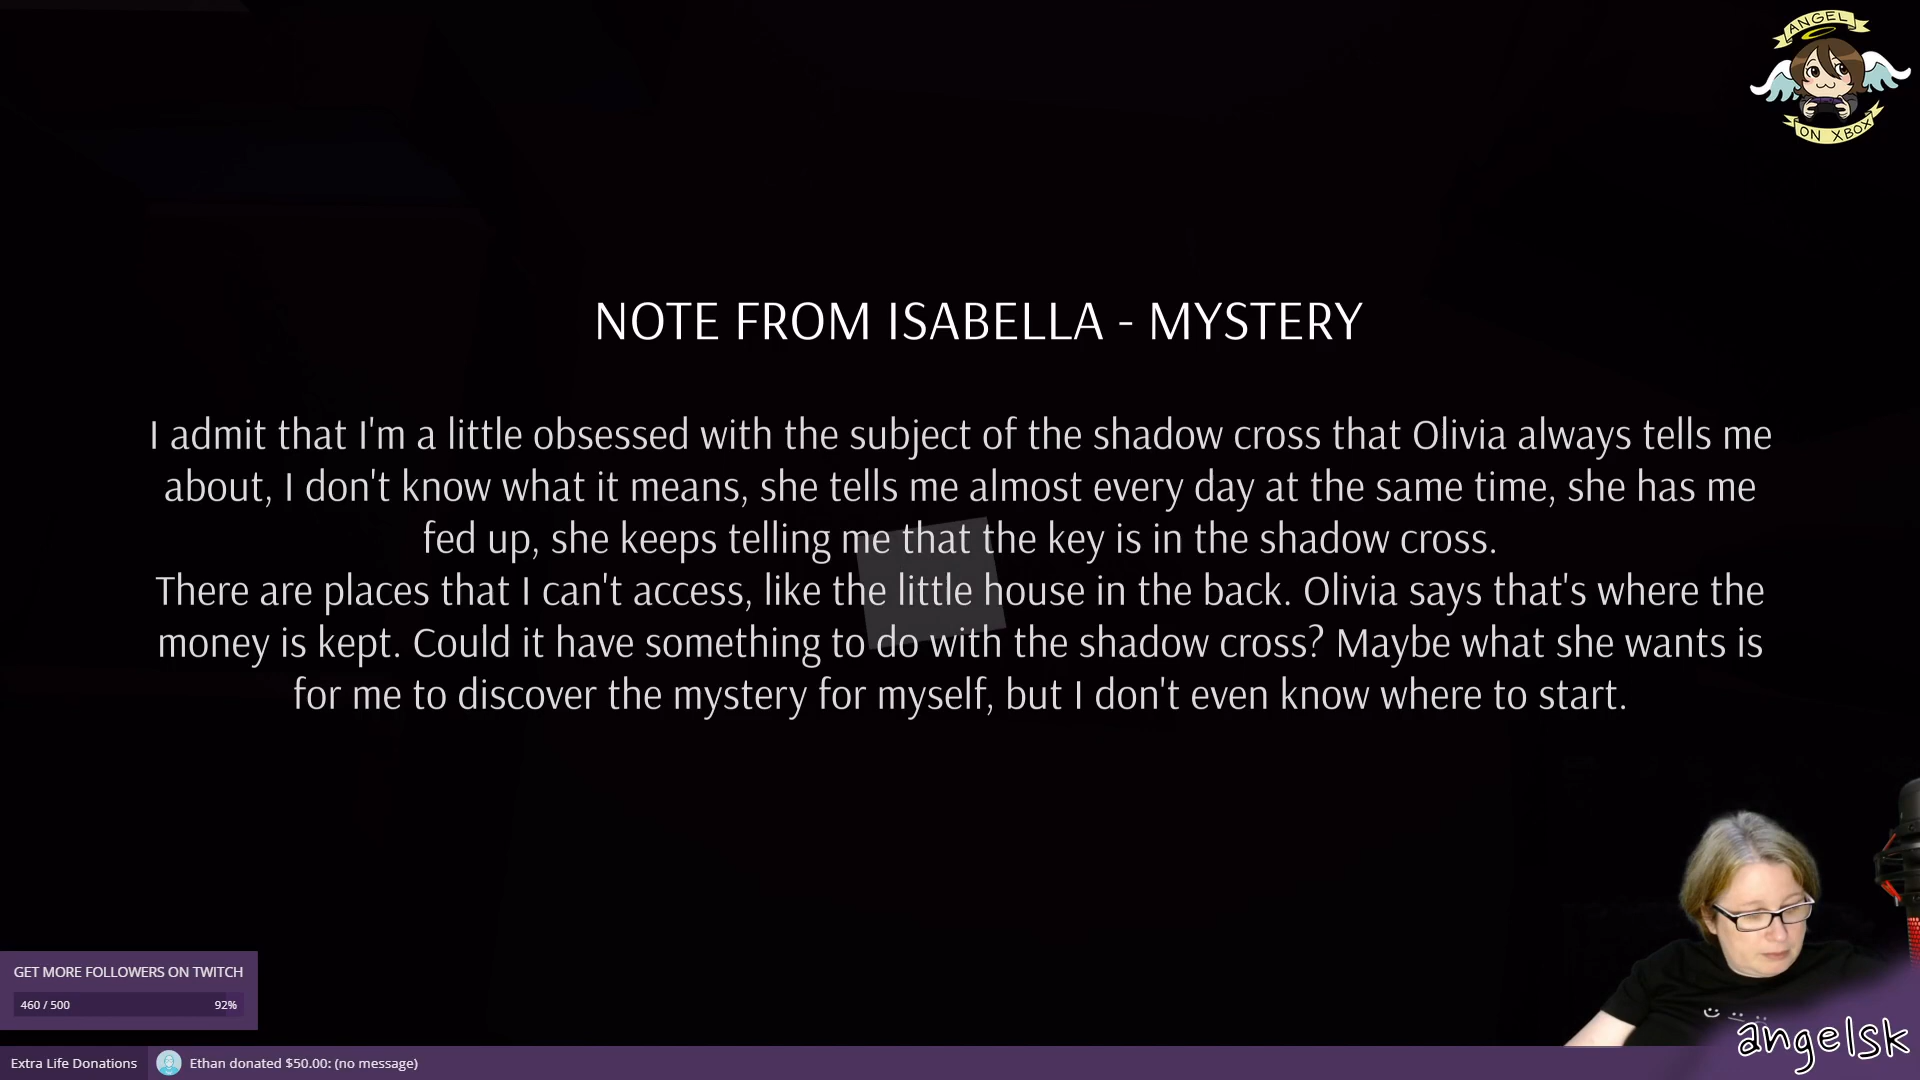 ANGEL
ON XBOX
NOTE FROM ISABELLA - MYSTERY
I admit that I'm a little obsessed with the subject of the shadow cross that Olivia always tells me
about, I don't know what it means, she tells me almost every day at the same time, she has me
fed up, she keeps telling me that the key is in the shadow cross.
There are places that I can't access, like the little house in the back. Olivia says that's where the
money is kept. Could it have something to do with the shadow cross? Maybe what she wants is
for me to discover the mystery for myself, but I don't even know where to start.
GET MORE FOLLOWERS ON TWITCH
460 / 500 92%
angelsk
Extra Life Donations Ethan donated $50.00: (no message)